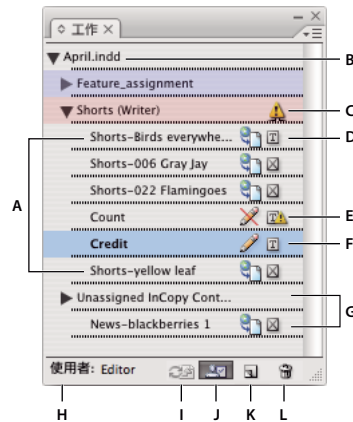 工作
April.indd
B
Feature_assignment
Shorts (Writer)
C
Shorts-Birds everywhe...
D
Shorts-006 Gray Jay
Shorts-022 Flamingoes
A
Count
E
Credit
F
Shorts-yellow leaf
Unassigned InCopy Cont...
G
News-blackberries 1
使用者: Editor
H
I
J
K
L